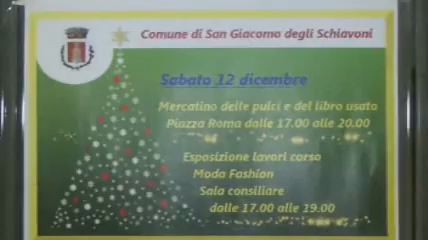 Comune di San Giacomo degli Schiavoni
Sabato 12 dicembre
Mercatino delle pulci e del libro usato
Piazza Roma dalle 17.00 alle 20.00
Esposizione lavori corso
Moda Fashion
Sala consiliare
dalle 17.00 alle 19.00